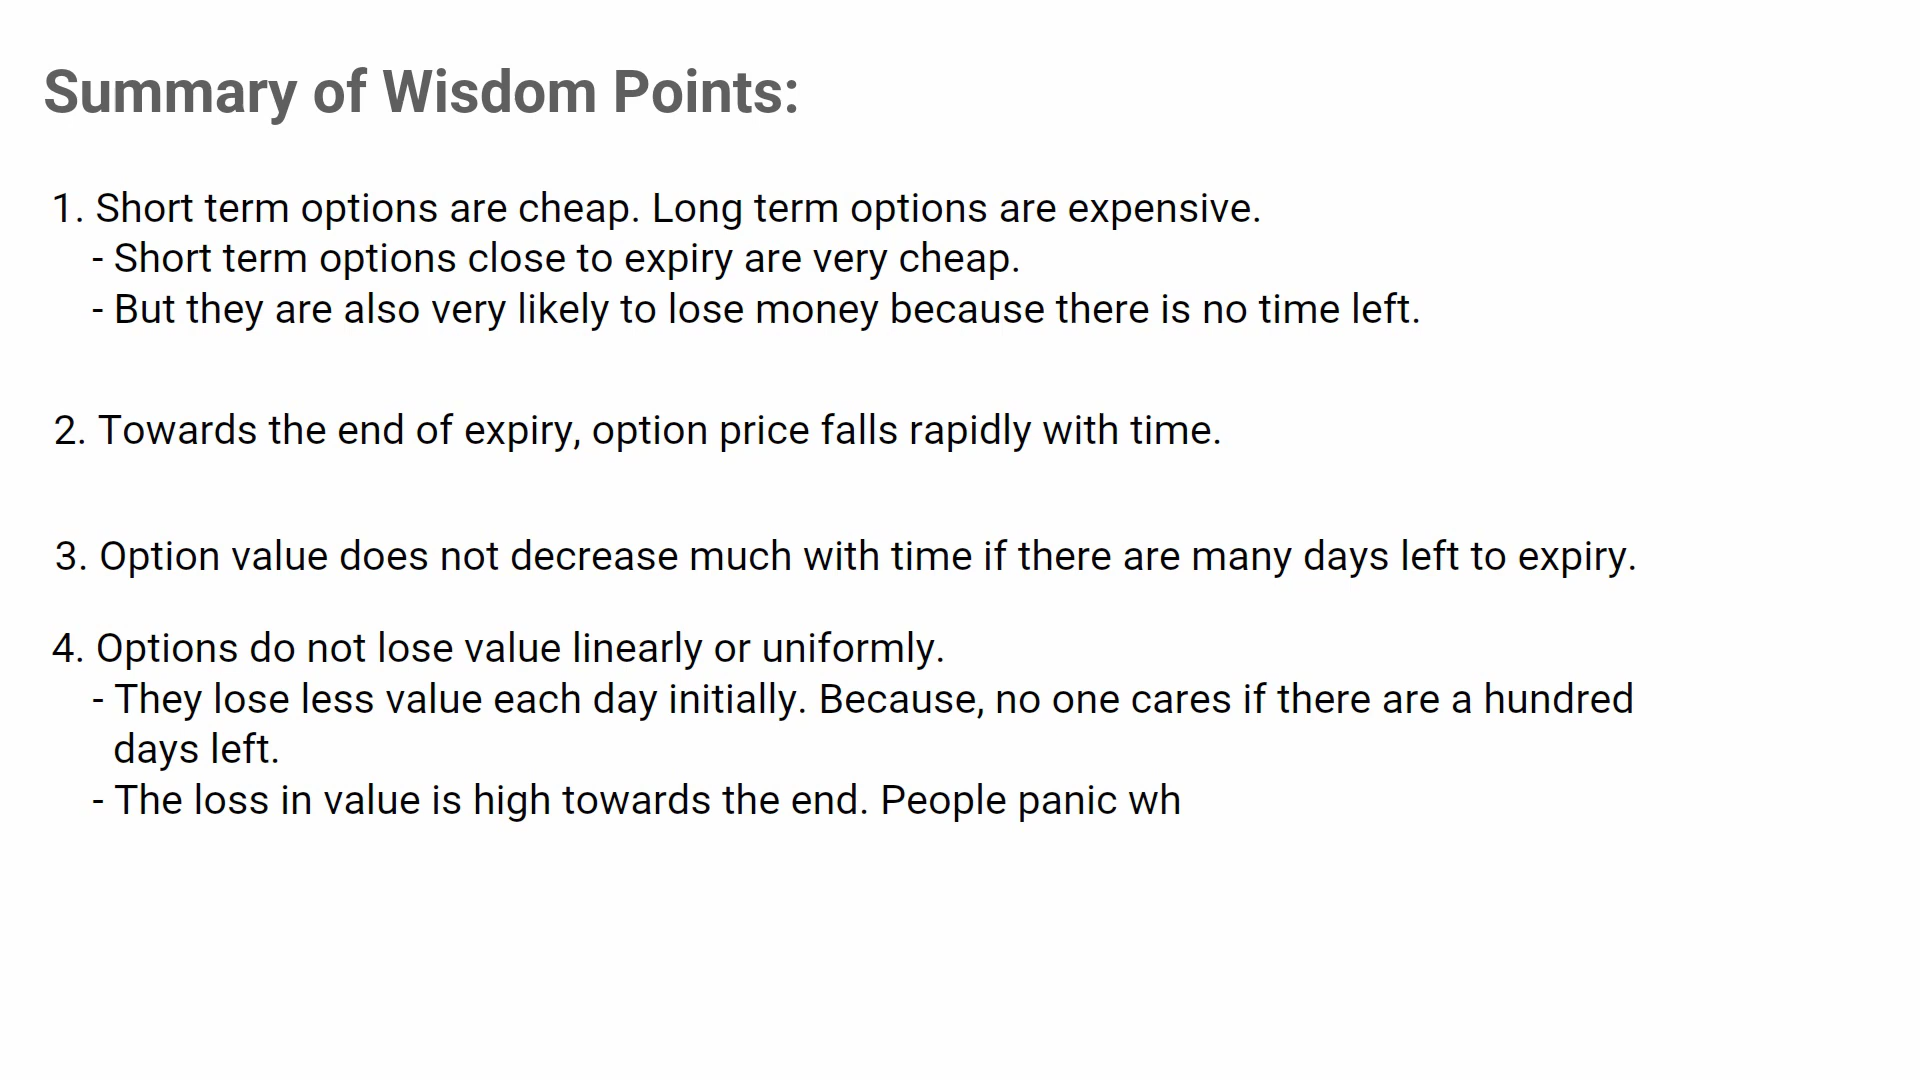 Summary of Wisdom Points:
1. Short term options are cheap. Long term options are expensive.
- Short term options close to expiry are very cheap.
- But they are also very likely to lose money because there is no time left.
2. Towards the end of expiry, option price falls rapidly with time.
3. Option value does not decrease much with time if there are many days left to expiry.
4. Options do not lose value linearly or uniformly.
- They lose less value each day initially. Because, no one cares if there are a hundred
days left.
- The loss in value is high towards the end. People panic wh